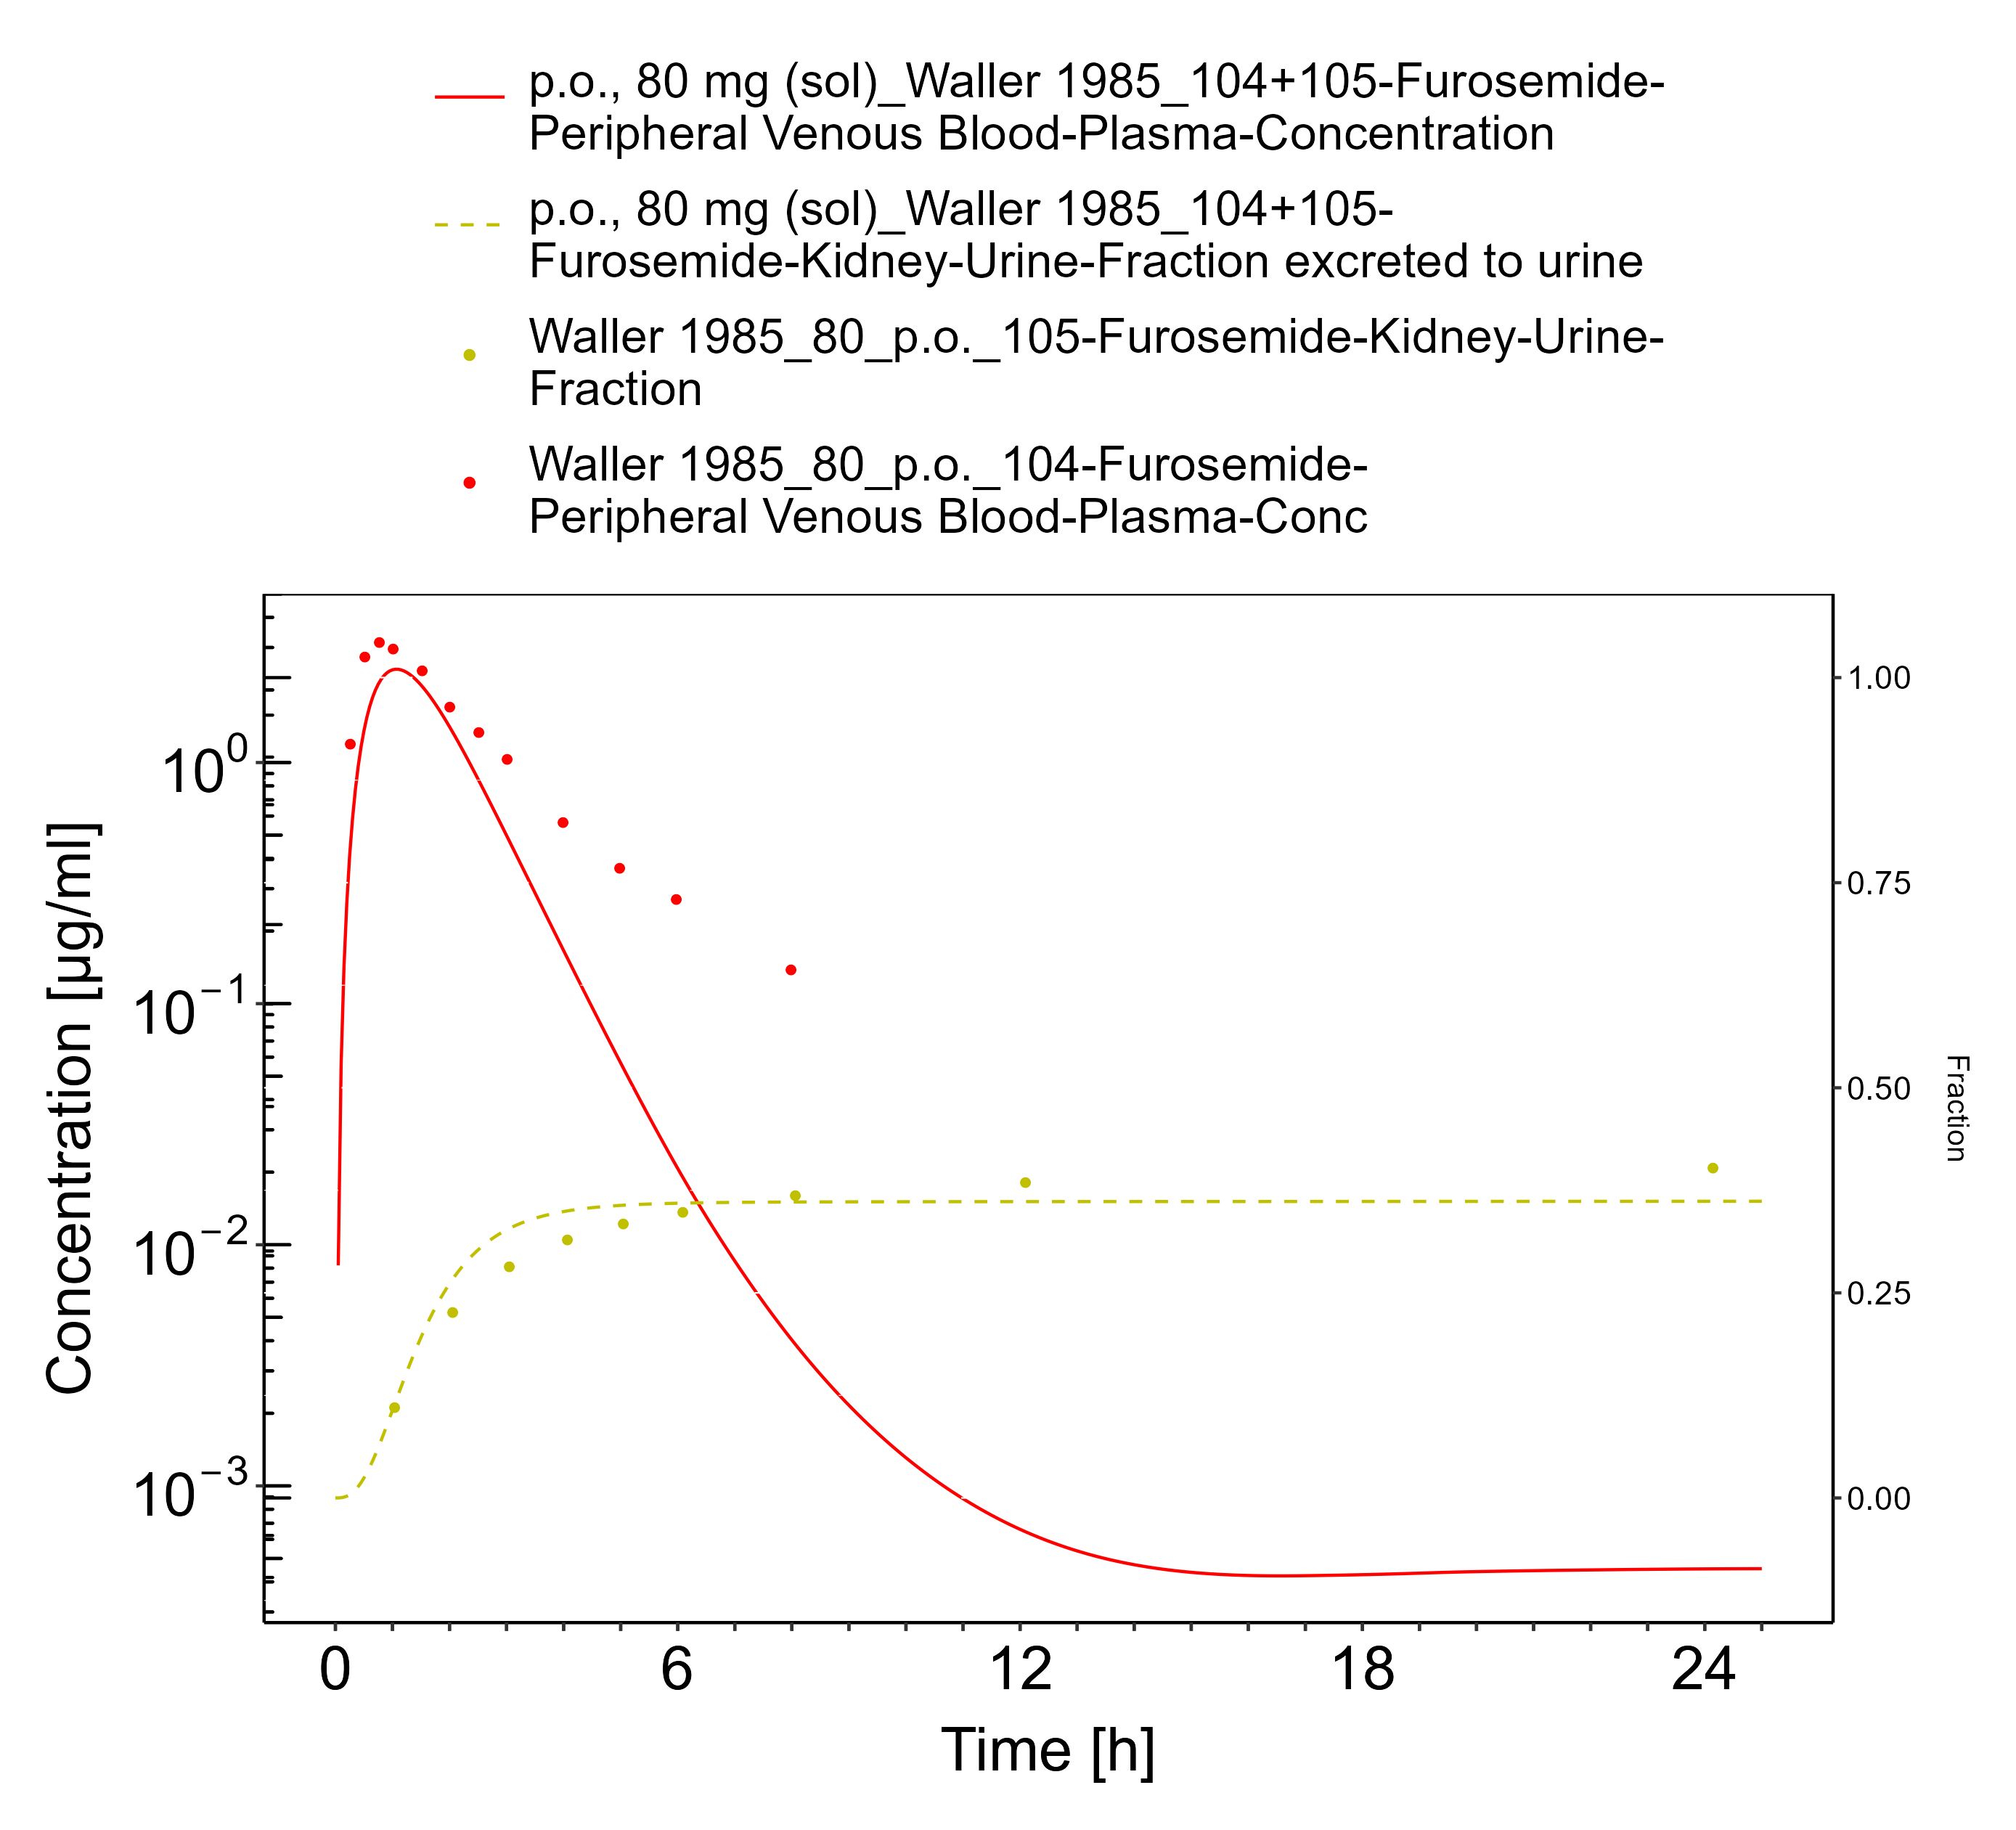 p.o., 80 mg (sol)_Waller 1985_104+105-Furosemide-
Peripheral Venous Blood-Plasma-Concentration
p.o., 80 mg (sol)_Waller 1985_104+105-
Furosemide-Kidney-Urine-Fraction excreted to urine
Waller 1985_80_p.o._105-Furosemide-Kidney-Urine-
Fraction
Waller 1985_80_p.o._104-Furosemide-
Peripheral Venous Blood-Plasma-Conc
Concentration [µg/ml]
10⁰
10⁻¹
10⁻²
10⁻³
1.00
0.75
0.50
0.25
0.00
Fraction
0 6 12 18 24
Time [h]